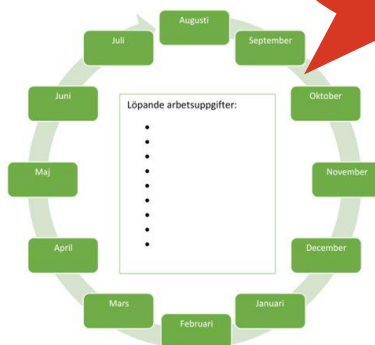 Augusti
September
Oktober
November
December
Januari
Februari
Mars
April
Maj
Juni
Juli
Löpande arbetsuppgifter: